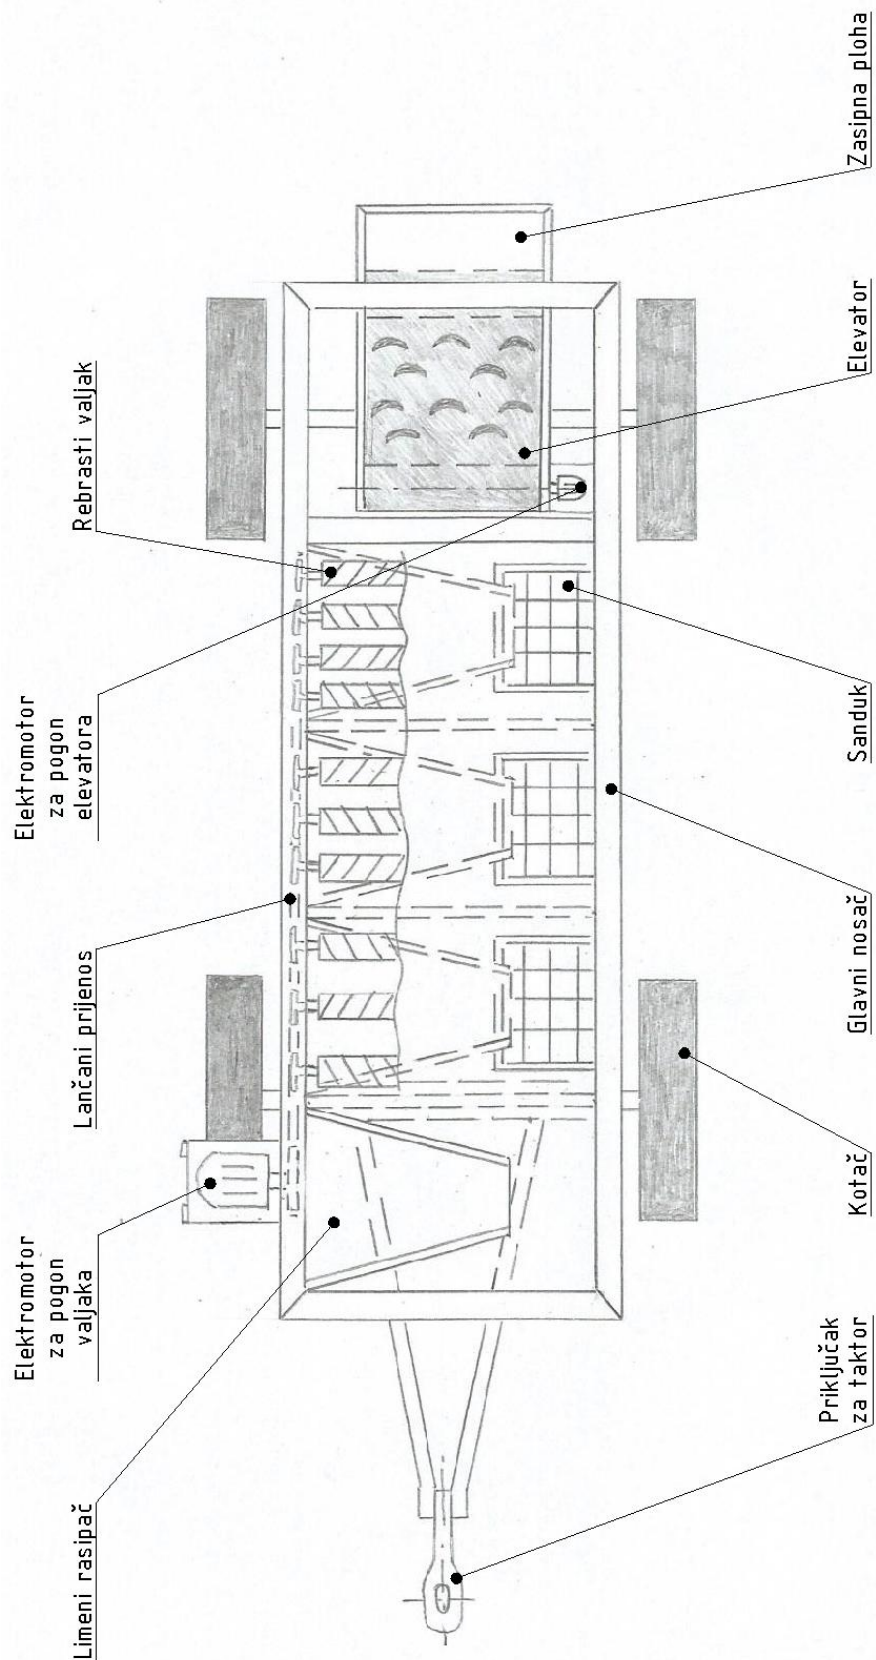 Limeni rasipač
Elektromotor
za pogon
valjaka
Lančani prijenos
Elektromotor
za pogon
elevatora
Rebrasti valjak
Priključak
za taktor
Kotač
Glavni nosač
Sanduk
Elevator
Zasipna ploha